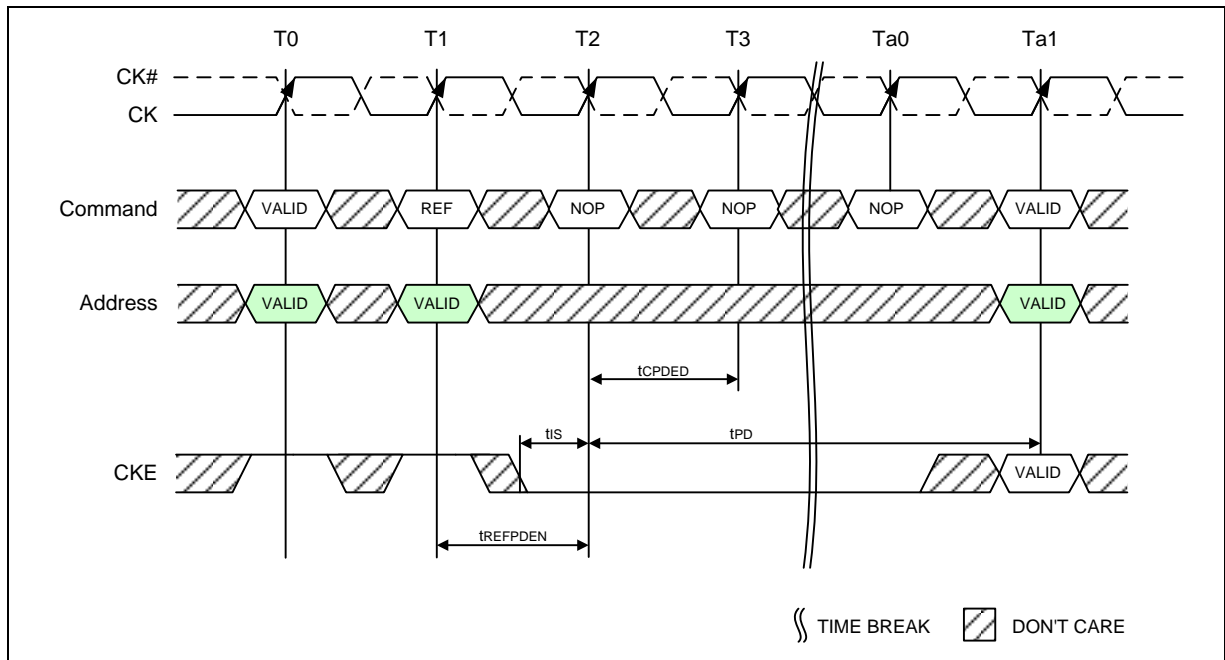 T0 T1 T2 T3 Ta0 Ta1
CK#
CK
Command VALID REF NOP NOP NOP VALID
Address VALID VALID VALID
tCPDED
tIS tPD
CKE VALID
tREFPDEN
TIME BREAK DON'T CARE